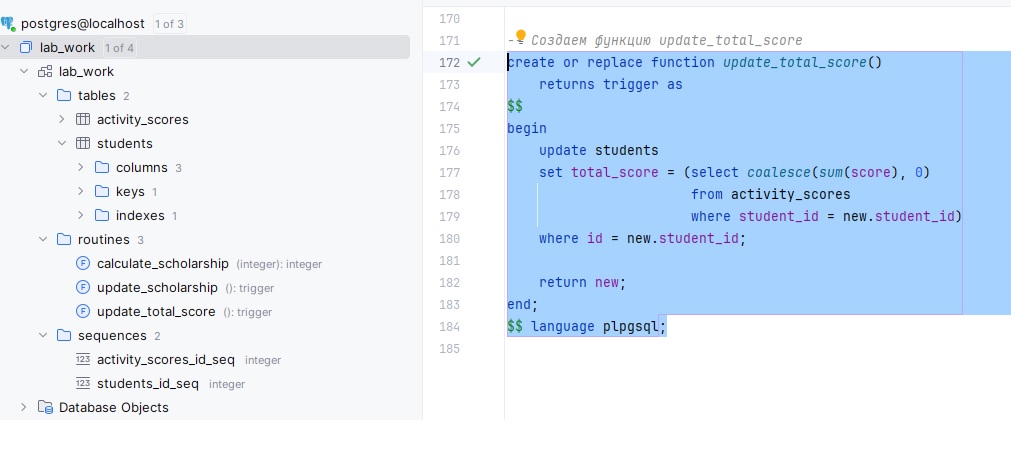 postgres@localhost 1 of 3
lab_work 1 of 4
lab_work
tables 2
activity_scores
students
columns 3
keys 1
indexes 1
routines 3
calculate_scholarship (integer): integer
update_scholarship (): trigger
update_total_score (): trigger
sequences 2
activity_scores_id_seq integer
students_id_seq integer
Database Objects
170
171 -- Создаем функцию update_total_score
172 create or replace function update_total_score()
173 returns trigger as
174 $$
175 begin
176 update students
177 set total_score = (select coalesce(sum(score), 0)
178 from activity_scores
179 where student_id = new.student_id)
180 where id = new.student_id;
181
182 return new;
183 end;
184 $$ language plpgsql;
185